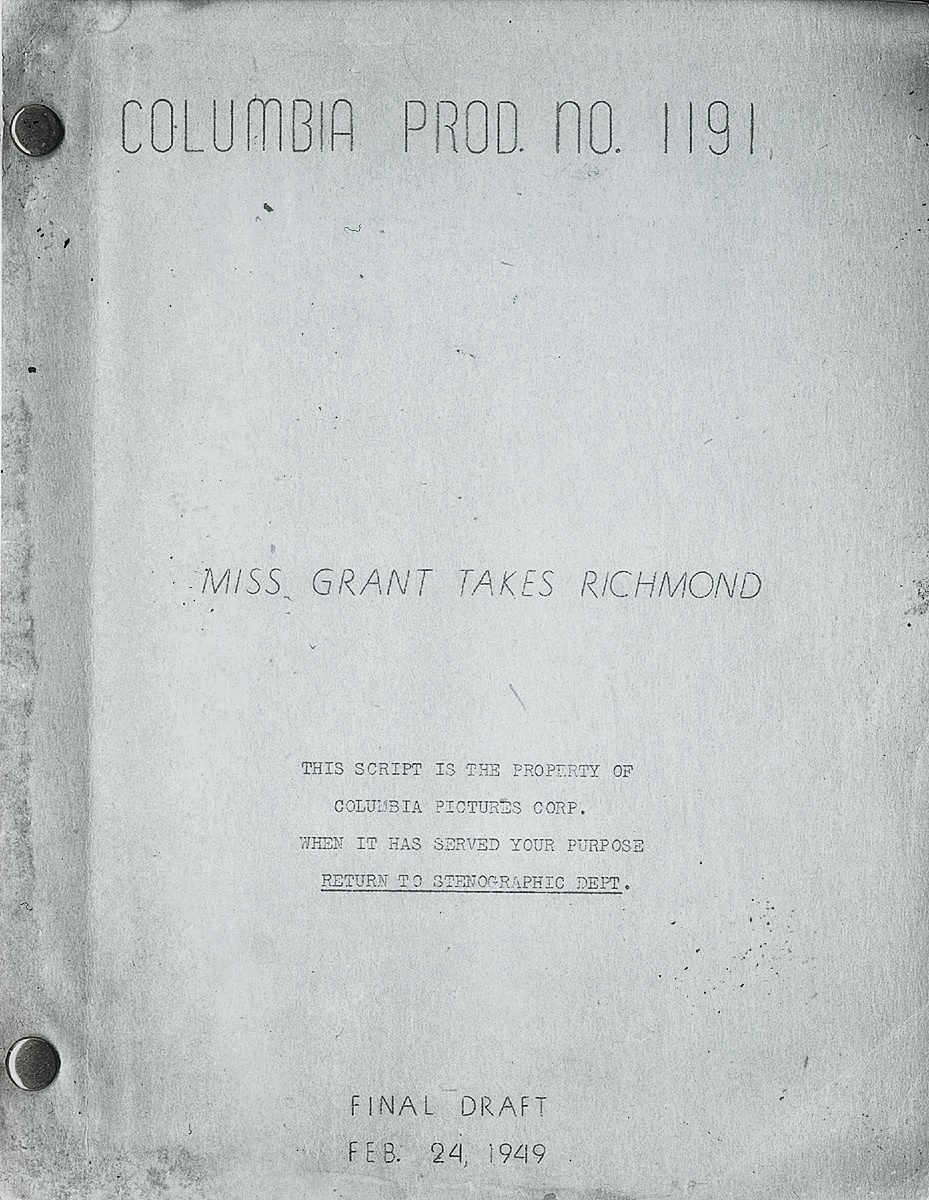 COLUMBIA PROD. NO. 1191
MISS GRANT TAKES RICHMOND
THIS SCRIPT IS THE PROPERTY OF
COLUMBIA PICTURES CORP.
WHEN IT HAS SERVED YOUR PURPOSE
RETURN TO STENOGRAPHIC DEPT.
FINAL DRAFT
FEB. 24, 1949